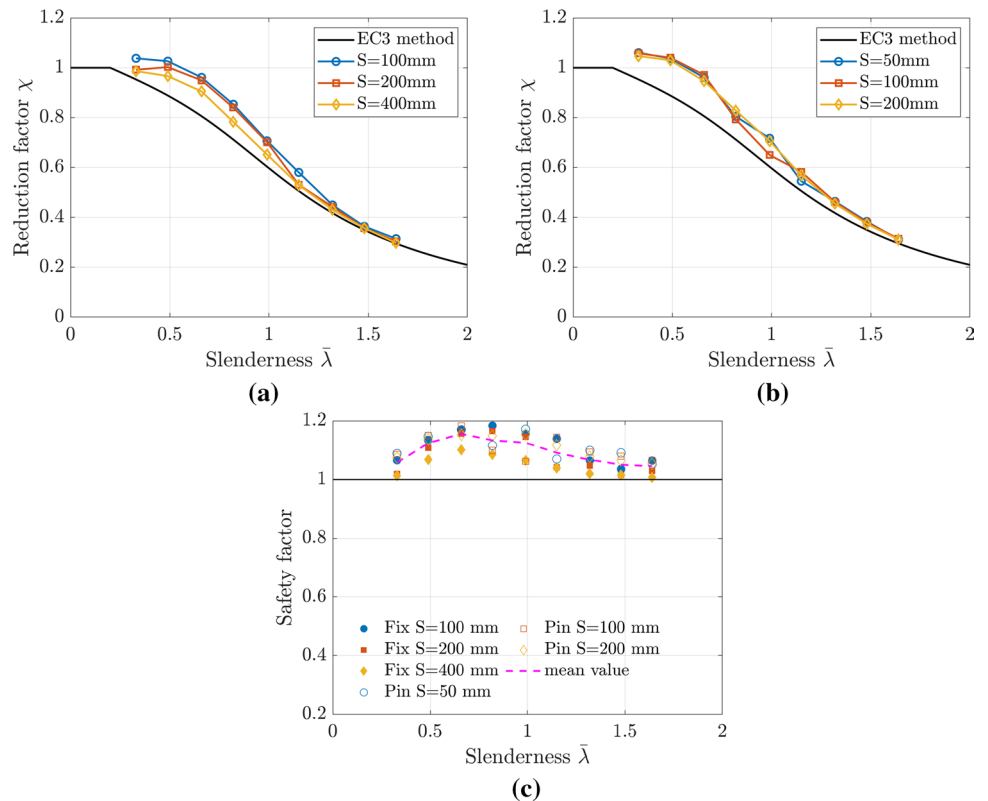 1.2
1
0.8
0.6
0.4
0.2
0
0
0.5
1
1.5
2
Reduction factor χ
Slenderness λ̄
EC3 method
S=100mm
S=200mm
S=400mm
(a)
1.2
1
0.8
0.6
0.4
0.2
0
0
0.5
1
1.5
2
Reduction factor χ
Slenderness λ̄
EC3 method
S=50mm
S=100mm
S=200mm
(b)
1.2
1
0.8
0.6
0.4
0.2
0
0.5
1
1.5
2
Safety factor
Slenderness λ̄
Fix S=100 mm
Fix S=200 mm
Fix S=400 mm
Pin S=50 mm
Pin S=100 mm
Pin S=200 mm
mean value
(c)